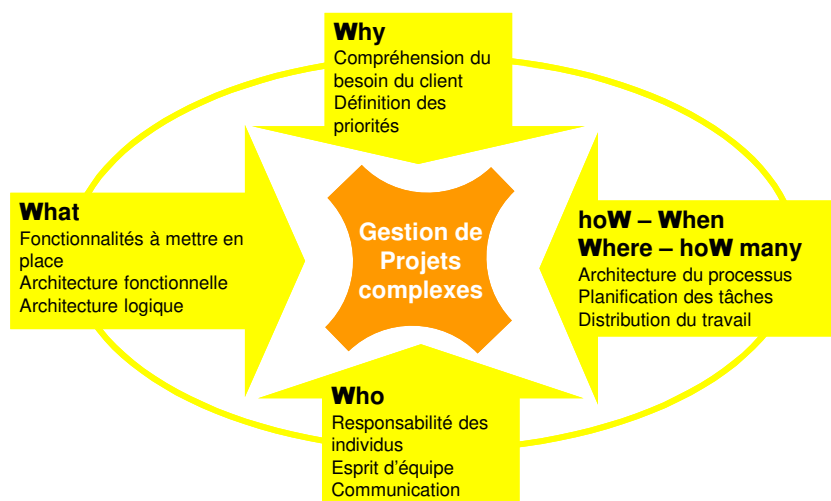 Why
Compréhension du
besoin du client
Définition des
priorités
What
Fonctionnalités à mettre en
place
Architecture fonctionnelle
Architecture logique
Gestion de
Projets
complexes
hoW – When
Where – hoW many
Architecture du processus
Planification des tâches
Distribution du travail
Who
Responsabilité des
individus
Esprit d'équipe
Communication